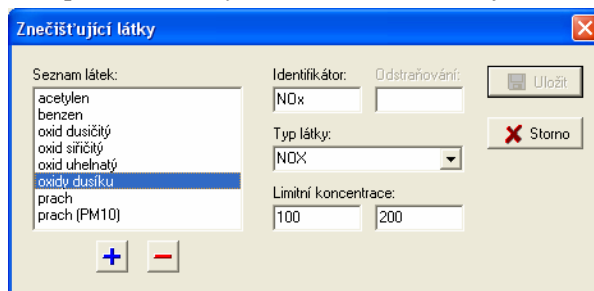 Znečišťující látky
Seznam látek:
acetylen
benzen
oxid dusičitý
oxid siřičitý
oxid uhelnatý
oxidy dusíku
prach
prach (PM10)
Identifikátor:
NOx
Odstraňování:
Typ látky:
NOX
Limitní koncentrace:
100
200
Uložit
Storno